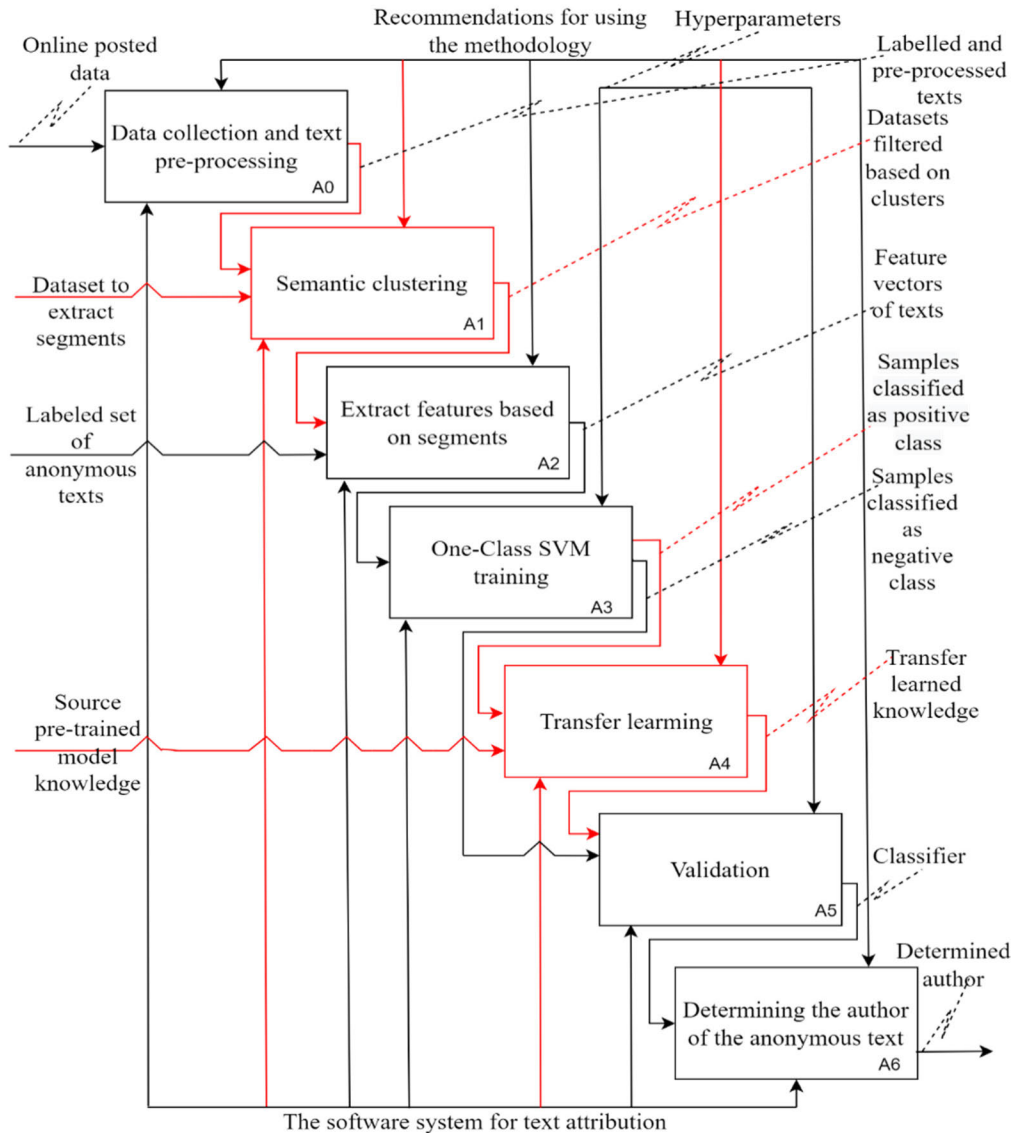 Recommendations for using
the methodology
Hyperparameters
Online posted
data
Labelled and
pre-processed
texts
Data collection and text
pre-processing
A0
Datasets
filtered
based on
clusters
Semantic clustering
A1
Dataset to
extract
segments
Feature
vectors
of texts
Extract features based
on segments
A2
Labeled set
of
anonymous
texts
Samples
classified
as positive
class
Samples
classified
as
negative
class
One-Class SVM
training
A3
Source
pre-trained
model
knowledge
Transfer learming
A4
Transfer
learned
knowledge
Validation
A5
Classifier
Determined
author
Determining the author
of the anonymous text
A6
The software system for text attribution